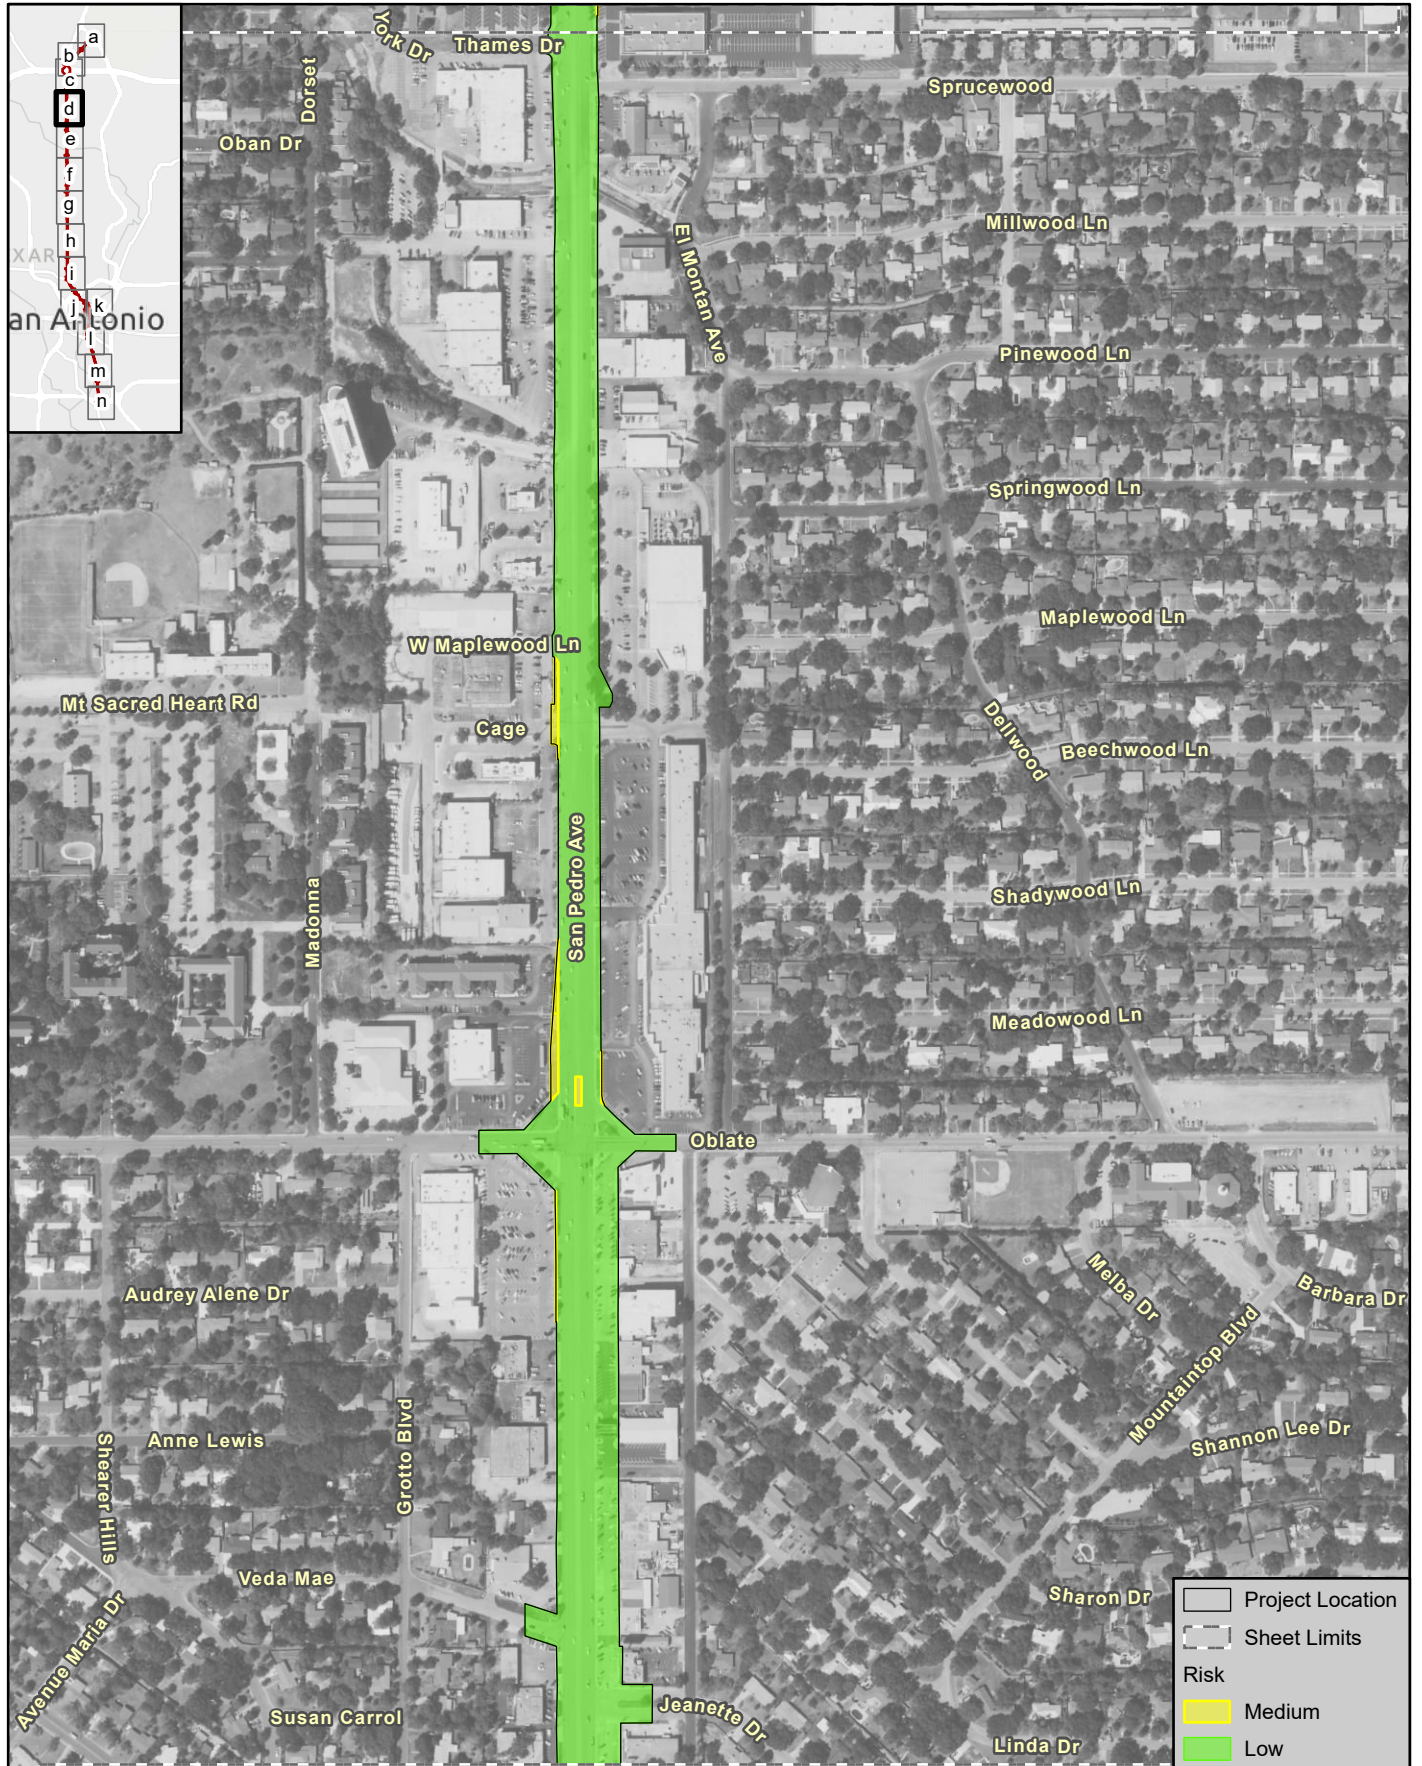 a
b
c
d
e
f
g
h
i
j
k
l
m
n
XAR
an Antonio
York Dr
Thames Dr
Dorset
Oban Dr
Sprucewood
Millwood Ln
El Montan Ave
Pinewood Ln
Springwood Ln
Maplewood Ln
W Maplewood Ln
Mt Sacred Heart Rd
Cage
Dellwood
Beechwood Ln
San Pedro Ave
Madonna
Shadywood Ln
Meadowood Ln
Oblate
Audrey Alene Dr
Melba Dr
Barbara Dr
Mountaintop Blvd
Anne Lewis
Grotto Blvd
Shannon Lee Dr
Shearer Hills
Veda Mae
Sharon Dr
Avenue Maria Dr
Susan Carrol
Jeanette Dr
Linda Dr
Project Location
Sheet Limits
Risk
Medium
Low